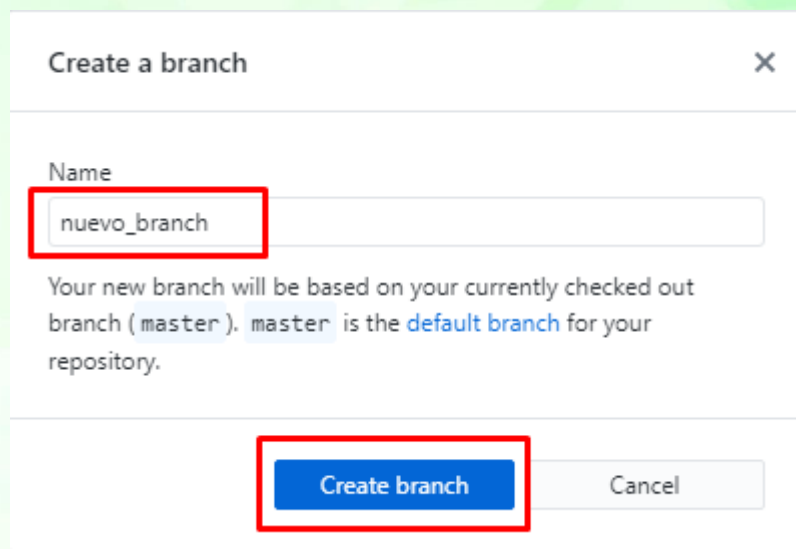 Create a branch
Name
nuevo_branch
Your new branch will be based on your currently checked out
branch (master). master is the default branch for your
repository.
Create branch Cancel